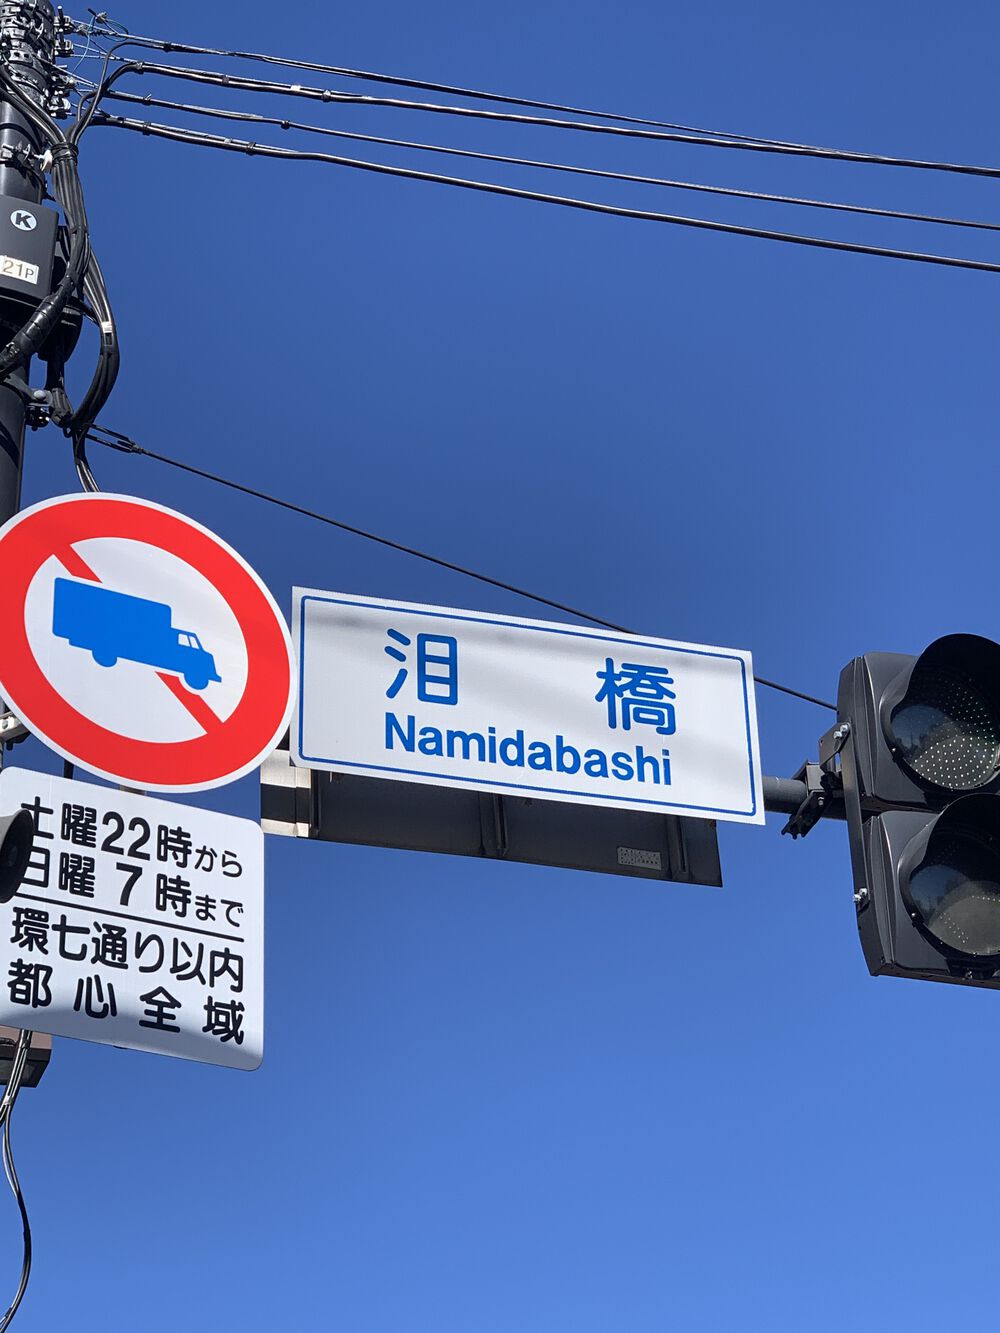 K
21P
泪橋
Namidabashi
土曜22時から
日曜 7時まで
環七通り以内
都心全域